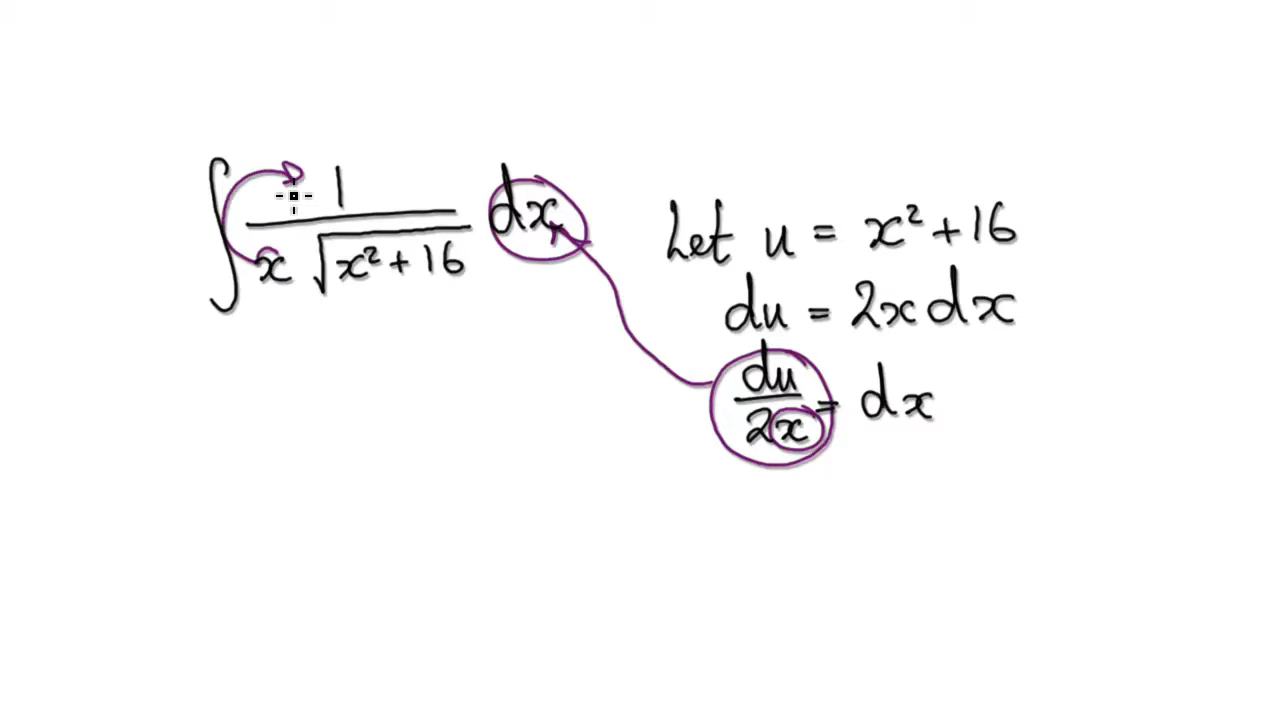 ∫ 1 / (x √(x² + 16)) dx
Let u = x² + 16
du = 2x dx
du / 2x = dx